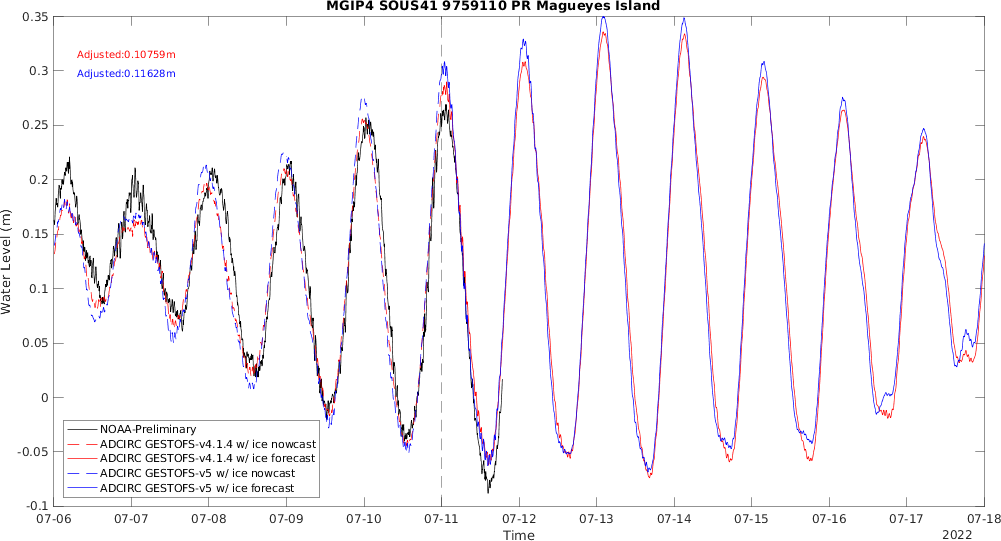 MGIP4 SOUS41 9759110 PR Magueyes Island
0.35
0.3
0.25
0.2
0.15
0.1
0.05
0
-0.05
-0.1
Water Level (m)
Adjusted:0.10759m
Adjusted:0.11628m
NOAA-Preliminary
ADCIRC GESTOFS-v4.1.4 w/ ice nowcast
ADCIRC GESTOFS-v4.1.4 w/ ice forecast
ADCIRC GESTOFS-v5 w/ ice nowcast
ADCIRC GESTOFS-v5 w/ ice forecast
07-06 07-07 07-08 07-09 07-10 07-11 07-12 07-13 07-14 07-15 07-16 07-17 07-18
Time
2022